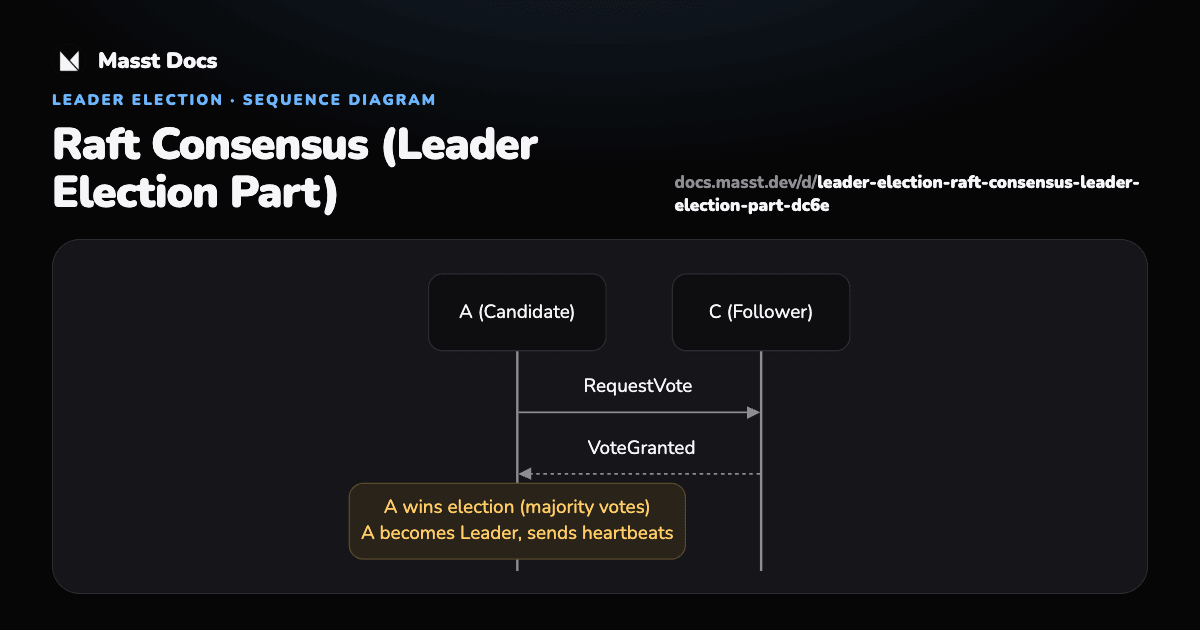 Masst Docs
LEADER ELECTION · SEQUENCE DIAGRAM
Raft Consensus (Leader
Election Part)
docs.masst.dev/d/leader-election-raft-consensus-leader-
election-part-dc6e
A (Candidate)
C (Follower)
RequestVote
VoteGranted
A wins election (majority votes)
A becomes Leader, sends heartbeats